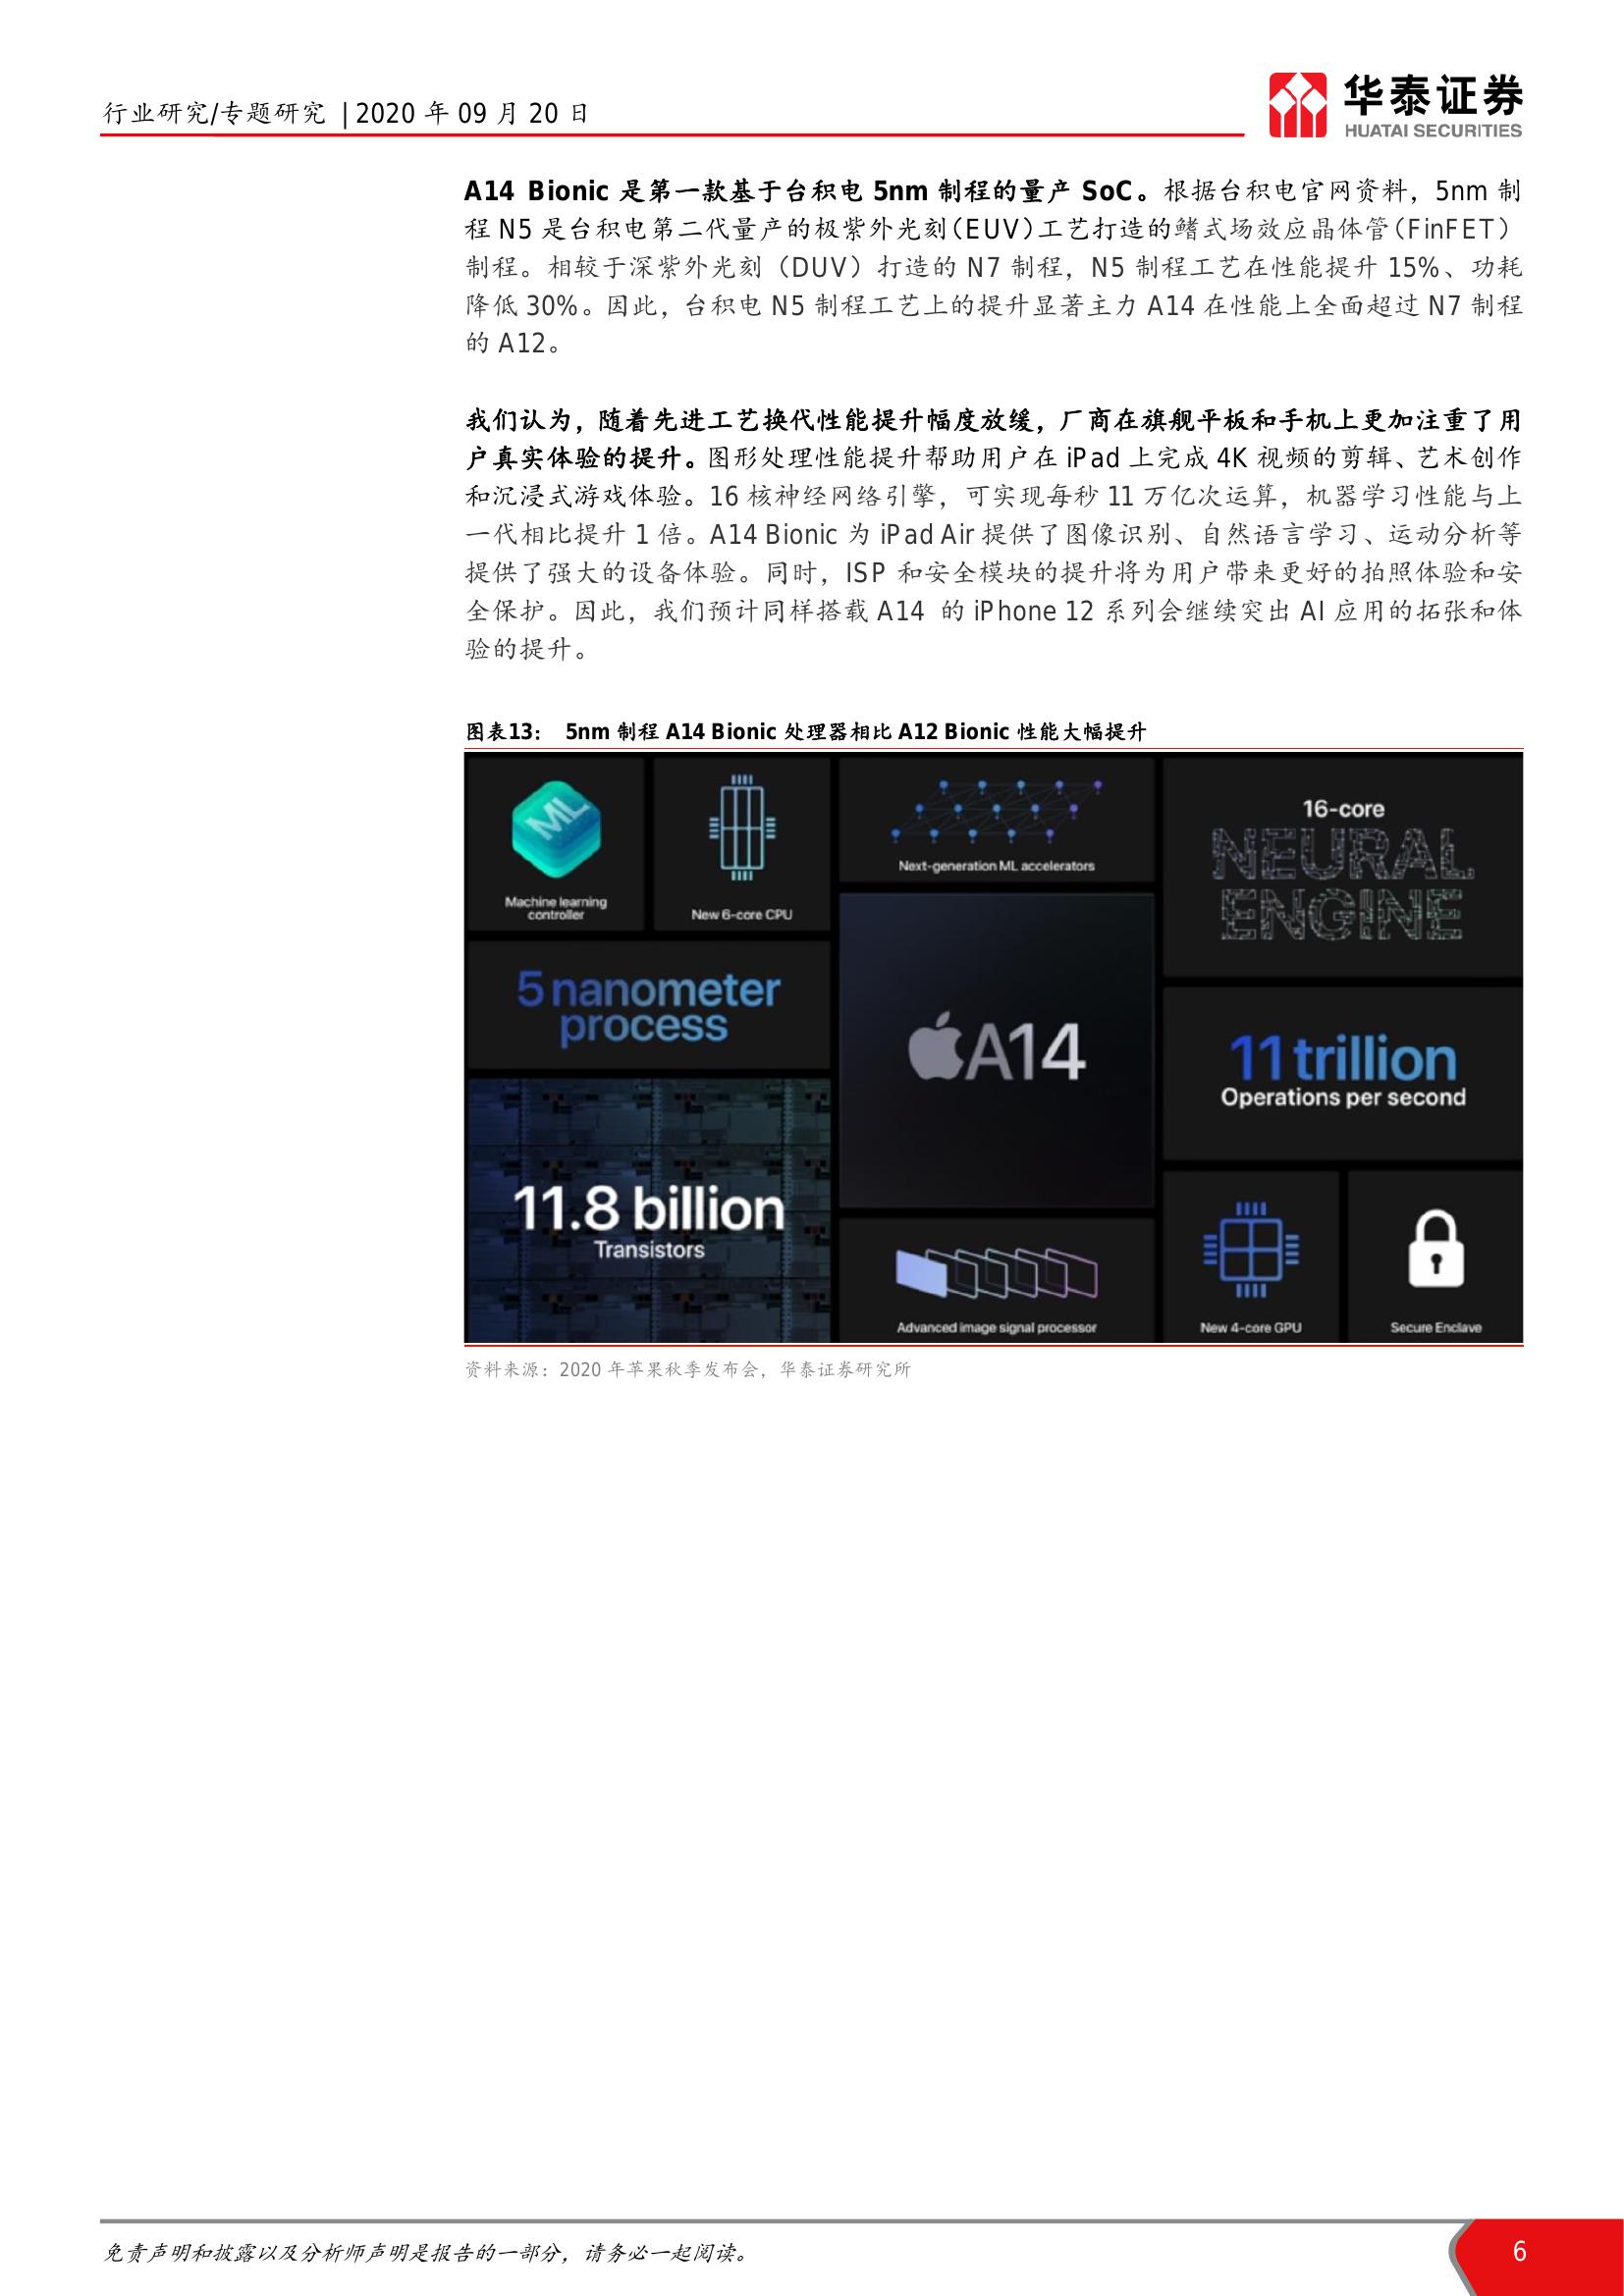 行业研究/专题研究 | 2020 年 09 月 20 日
华泰证券
HUATAI SECURITIES
A14 Bionic 是第一款基于台积电 5nm 制程的量产 SoC。根据台积电官网资料，5nm 制
程 N5 是台积电第二代量产的极紫外光刻（EUV）工艺打造的鳍式场效应晶体管（FinFET）
制程。相较于深紫外光刻（DUV）打造的 N7 制程，N5 制程工艺在性能提升 15%、功耗
降低 30%。因此，台积电 N5 制程工艺上的提升显著主力 A14 在性能上全面超过 N7 制程
的 A12。
我们认为，随着先进工艺换代性能提升幅度放缓，厂商在旗舰平板和手机上更加注重了用
户真实体验的提升。图形处理性能提升帮助用户在 iPad 上完成 4K 视频的剪辑、艺术创作
和沉浸式游戏体验。16 核神经网络引擎，可实现每秒 11 万亿次运算，机器学习性能与上
一代相比提升 1 倍。A14 Bionic 为 iPad Air 提供了图像识别、自然语言学习、运动分析等
提供了强大的设备体验。同时，ISP 和安全模块的提升将为用户带来更好的拍照体验和安
全保护。因此，我们预计同样搭载 A14 的 iPhone 12 系列会继续突出 AI 应用的拓张和体
验的提升。
图表13： 5nm 制程 A14 Bionic 处理器相比 A12 Bionic 性能大幅提升
ML
Machine learning
controller
New 6-core CPU
Next-generation ML accelerators
16-core
NEURAL
ENGINE
5 nanometer
process
A14
11 trillion
Operations per second
11.8 billion
Transistors
Advanced image signal processor
New 4-core GPU
Secure Enclave
资料来源：2020 年苹果秋季发布会，华泰证券研究所
免责声明和披露以及分析师声明是报告的一部分，请务必一起阅读。
6